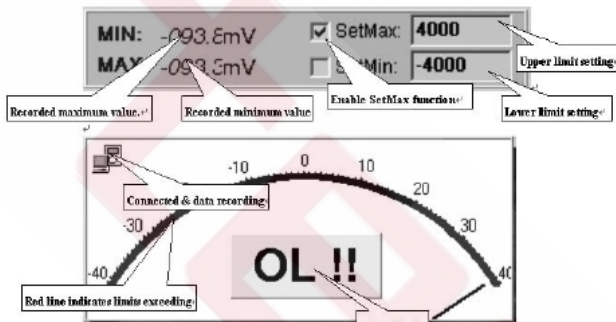 MIN: -093.8mV SetMax: 4000
MAX -093.3mV SetMin: -4000
Upper limit setting
Enable SetMax function
Lower limit setting
Recorded maximum value.
Recorded minimum value
-10 0 10
20
Connected & data recording
-30 30
-40 40
OL !!
Red line indicates limits exceeding